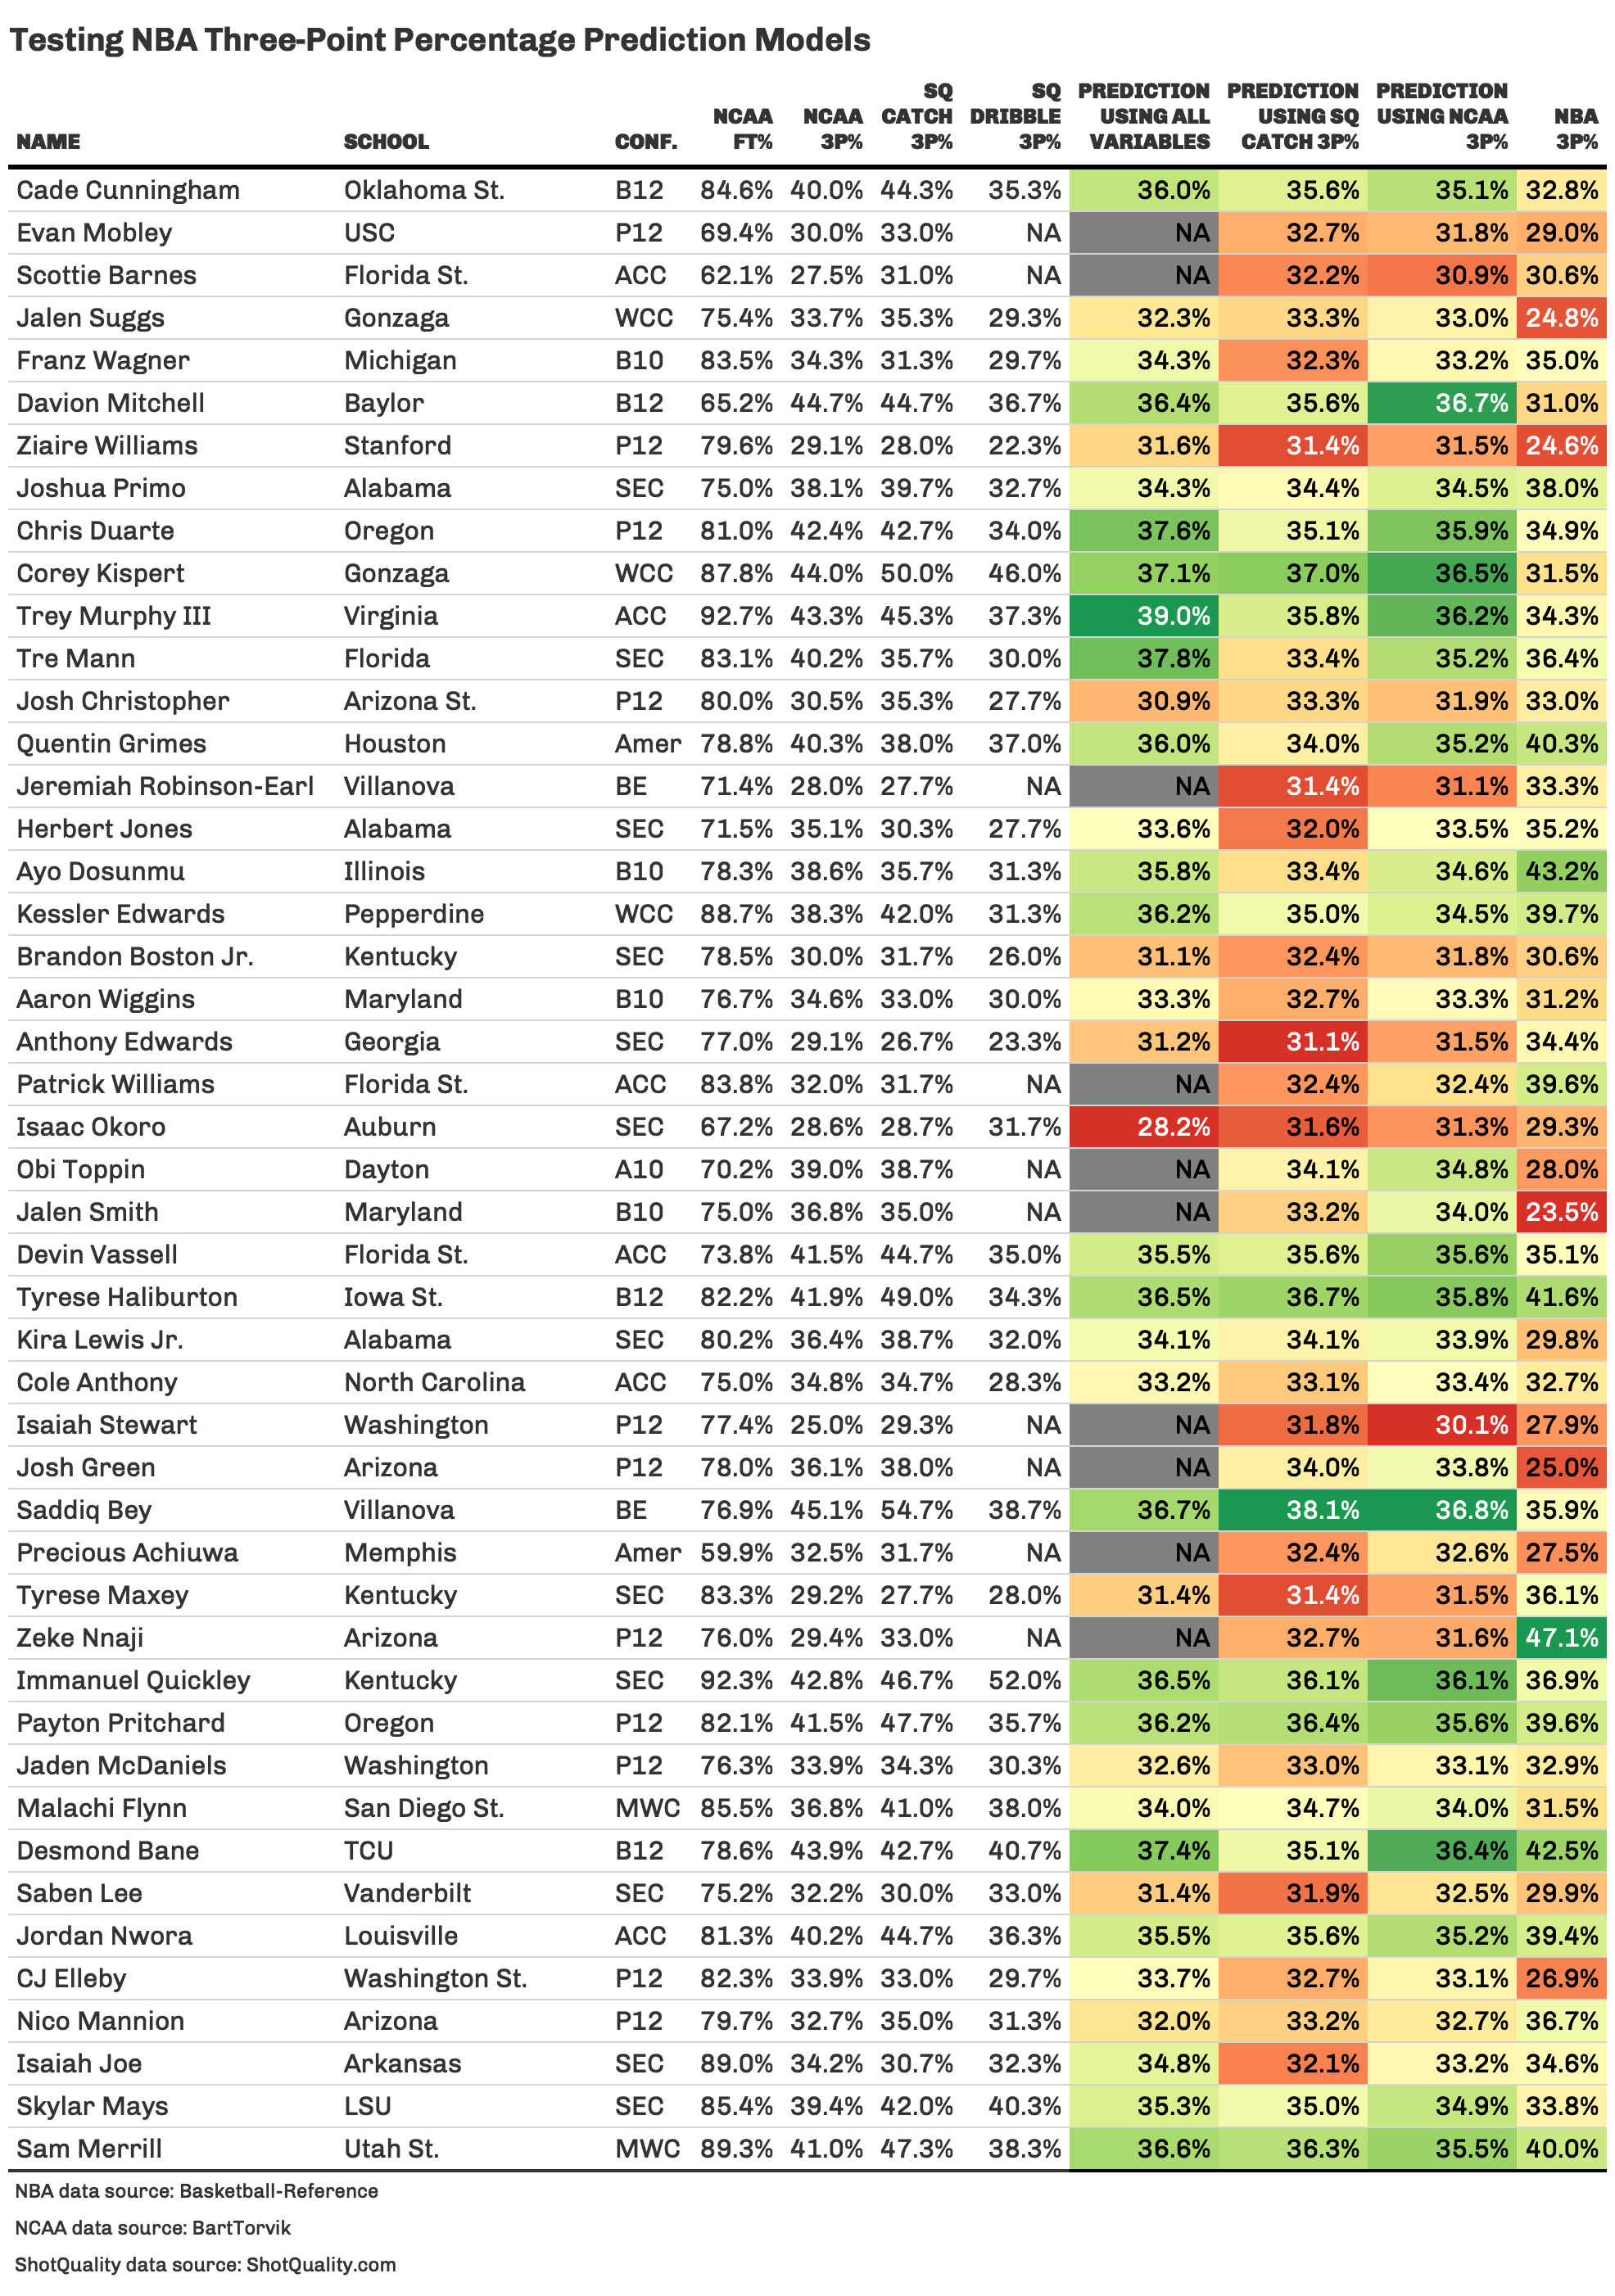 Testing NBA Three-Point Percentage Prediction Models
NAME SCHOOL CONF. NCAA FT% NCAA 3P% SQ CATCH 3P% SQ DRIBBLE 3P% PREDICTION USING ALL VARIABLES PREDICTION USING SQ CATCH 3P% PREDICTION USING NCAA 3P% NBA 3P%
Cade Cunningham Oklahoma St. B12 84.6% 40.0% 44.3% 35.3% 36.0% 35.6% 35.1% 32.8%
Evan Mobley USC P12 69.4% 30.0% 33.0% NA NA 32.7% 31.8% 29.0%
Scottie Barnes Florida St. ACC 62.1% 27.5% 31.0% NA NA 32.2% 30.9% 30.6%
Jalen Suggs Gonzaga WCC 75.4% 33.7% 35.3% 29.3% 32.3% 33.3% 33.0% 24.8%
Franz Wagner Michigan B10 83.5% 34.3% 31.3% 29.7% 34.3% 32.3% 33.2% 35.0%
Davion Mitchell Baylor B12 65.2% 44.7% 44.7% 36.7% 36.4% 35.6% 36.7% 31.0%
Ziaire Williams Stanford P12 79.6% 29.1% 28.0% 22.3% 31.6% 31.4% 31.5% 24.6%
Joshua Primo Alabama SEC 75.0% 38.1% 39.7% 32.7% 34.3% 34.4% 34.5% 38.0%
Chris Duarte Oregon P12 81.0% 42.4% 42.7% 34.0% 37.6% 35.1% 35.9% 34.9%
Corey Kispert Gonzaga WCC 87.8% 44.0% 50.0% 46.0% 37.1% 37.0% 36.5% 31.5%
Trey Murphy III Virginia ACC 92.7% 43.3% 45.3% 37.3% 39.0% 35.8% 36.2% 34.3%
Tre Mann Florida SEC 83.1% 40.2% 35.7% 30.0% 37.8% 33.4% 35.2% 36.4%
Josh Christopher Arizona St. P12 80.0% 30.5% 35.3% 27.7% 30.9% 33.3% 31.9% 33.0%
Quentin Grimes Houston Amer 78.8% 40.3% 38.0% 37.0% 36.0% 34.0% 35.2% 40.3%
Jeremiah Robinson-Earl Villanova BE 71.4% 28.0% 27.7% NA NA 31.4% 31.1% 33.3%
Herbert Jones Alabama SEC 71.5% 35.1% 30.3% 27.7% 33.6% 32.0% 33.5% 35.2%
Ayo Dosunmu Illinois B10 78.3% 38.6% 35.7% 31.3% 35.8% 33.4% 34.6% 43.2%
Kessler Edwards Pepperdine WCC 88.7% 38.3% 42.0% 31.3% 36.2% 35.0% 34.5% 39.7%
Brandon Boston Jr. Kentucky SEC 78.5% 30.0% 31.7% 26.0% 31.1% 32.4% 31.8% 30.6%
Aaron Wiggins Maryland B10 76.7% 34.6% 33.0% 30.0% 33.3% 32.7% 33.3% 31.2%
Anthony Edwards Georgia SEC 77.0% 29.1% 26.7% 23.3% 31.2% 31.1% 31.5% 34.4%
Patrick Williams Florida St. ACC 83.8% 32.0% 31.7% NA NA 32.4% 32.4% 39.6%
Isaac Okoro Auburn SEC 67.2% 28.6% 28.7% 31.7% 28.2% 31.6% 31.3% 29.3%
Obi Toppin Dayton A10 70.2% 39.0% 38.7% NA NA 34.1% 34.8% 28.0%
Jalen Smith Maryland B10 75.0% 36.8% 35.0% NA NA 33.2% 34.0% 23.5%
Devin Vassell Florida St. ACC 73.8% 41.5% 44.7% 35.0% 35.5% 35.6% 35.6% 35.1%
Tyrese Haliburton Iowa St. B12 82.2% 41.9% 49.0% 34.3% 36.5% 36.7% 35.8% 41.6%
Kira Lewis Jr. Alabama SEC 80.2% 36.4% 38.7% 32.0% 34.1% 34.1% 33.9% 29.8%
Cole Anthony North Carolina ACC 75.0% 34.8% 34.7% 28.3% 33.2% 33.1% 33.4% 32.7%
Isaiah Stewart Washington P12 77.4% 25.0% 29.3% NA NA 31.8% 30.1% 27.9%
Josh Green Arizona P12 78.0% 36.1% 38.0% NA NA 34.0% 33.8% 25.0%
Saddiq Bey Villanova BE 76.9% 45.1% 54.7% 38.7% 36.7% 38.1% 36.8% 35.9%
Precious Achiuwa Memphis Amer 59.9% 32.5% 31.7% NA NA 32.4% 32.6% 27.5%
Tyrese Maxey Kentucky SEC 83.3% 29.2% 27.7% 28.0% 31.4% 31.4% 31.5% 36.1%
Zeke Nnaji Arizona P12 76.0% 29.4% 33.0% NA NA 32.7% 31.6% 47.1%
Immanuel Quickley Kentucky SEC 92.3% 42.8% 46.7% 52.0% 36.5% 36.1% 36.1% 36.9%
Payton Pritchard Oregon P12 82.1% 41.5% 47.7% 35.7% 36.2% 36.4% 35.6% 39.6%
Jaden McDaniels Washington P12 76.3% 33.9% 34.3% 30.3% 32.6% 33.0% 33.1% 32.9%
Malachi Flynn San Diego St. MWC 85.5% 36.8% 41.0% 38.0% 34.0% 34.7% 34.0% 31.5%
Desmond Bane TCU B12 78.6% 43.9% 42.7% 40.7% 37.4% 35.1% 36.4% 42.5%
Saben Lee Vanderbilt SEC 75.2% 32.2% 30.0% 33.0% 31.4% 31.9% 32.5% 29.9%
Jordan Nwora Louisville ACC 81.3% 40.2% 44.7% 36.3% 35.5% 35.6% 35.2% 39.4%
CJ Elleby Washington St. P12 82.3% 33.9% 33.0% 29.7% 33.7% 32.7% 33.1% 26.9%
Nico Mannion Arizona P12 79.7% 32.7% 35.0% 31.3% 32.0% 33.2% 32.7% 36.7%
Isaiah Joe Arkansas SEC 89.0% 34.2% 30.7% 32.3% 34.8% 32.1% 33.2% 34.6%
Skylar Mays LSU SEC 85.4% 39.4% 42.0% 40.3% 35.3% 35.0% 34.9% 33.8%
Sam Merrill Utah St. MWC 89.3% 41.0% 47.3% 38.3% 36.6% 36.3% 35.5% 40.0%
NBA data source: Basketball-Reference
NCAA data source: BartTorvik
ShotQuality data source: ShotQuality.com